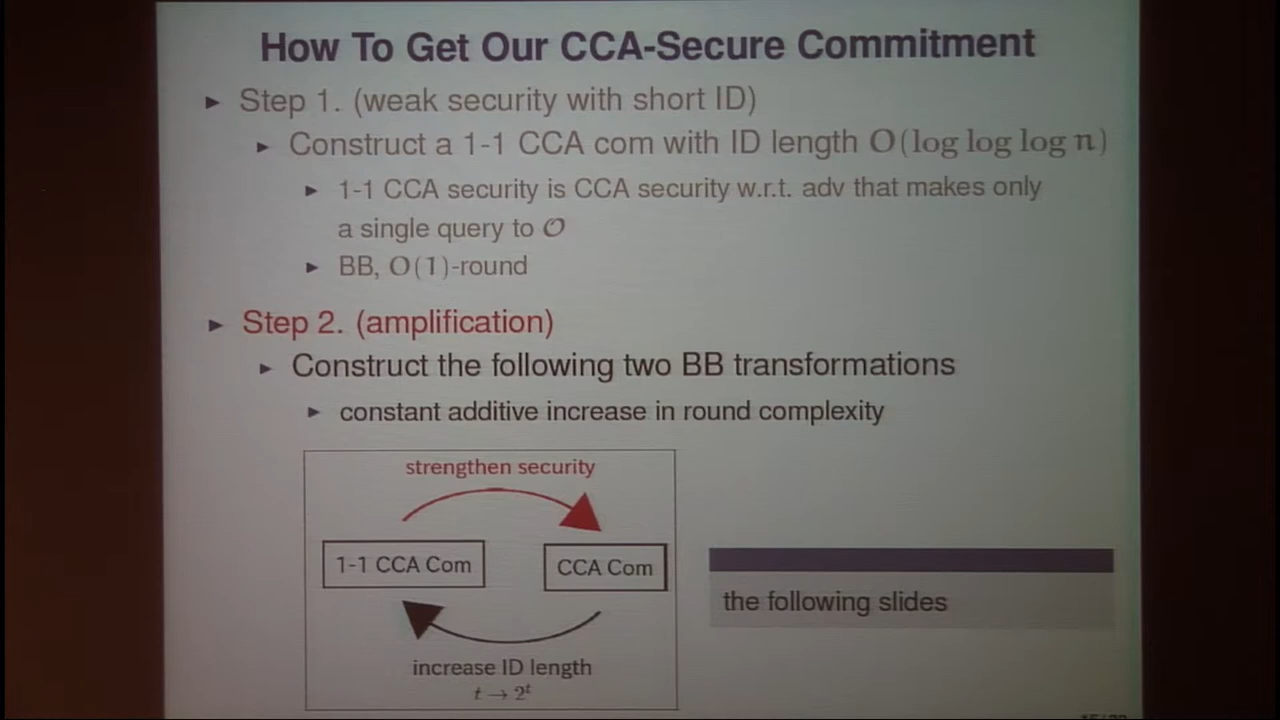 How To Get Our CCA-Secure Commitment
► Step 1. (weak security with short ID)
► Construct a 1-1 CCA com with ID length O(log log log n)
► 1-1 CCA security is CCA security w.r.t. adv that makes only
a single query to 𝒪
► BB, O(1)-round
► Step 2. (amplification)
► Construct the following two BB transformations
► constant additive increase in round complexity
strengthen security
1-1 CCA Com
CCA Com
the following slides
increase ID length
t → 2^t